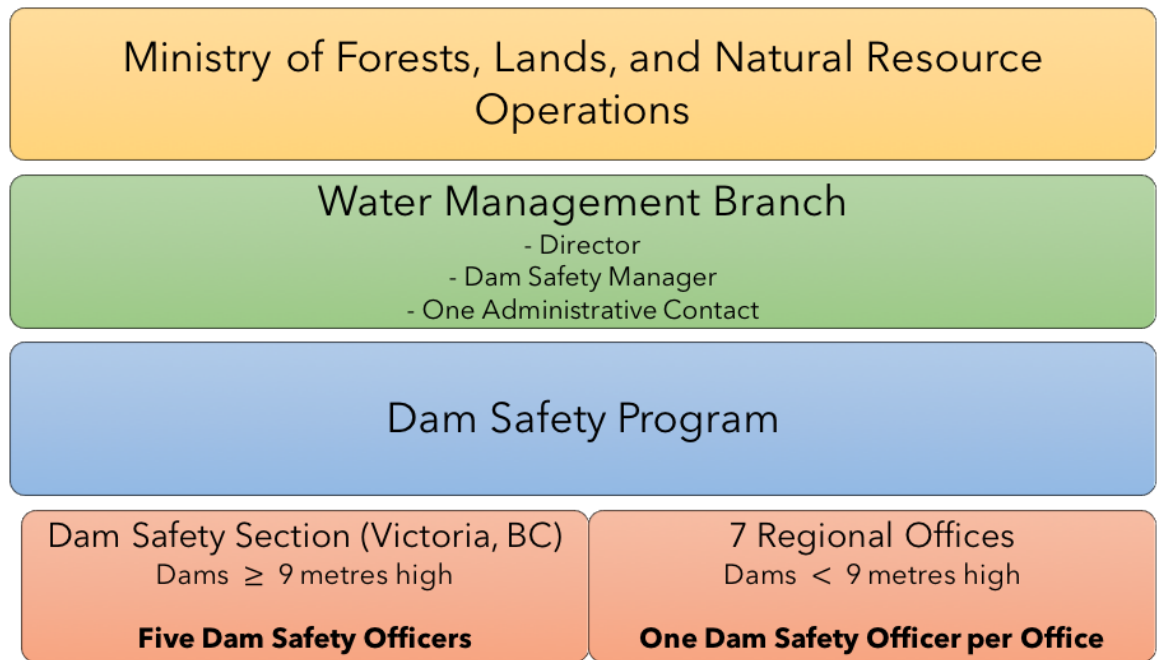 Ministry of Forests, Lands, and Natural Resource
Operations
Water Management Branch
- Director
- Dam Safety Manager
- One Administrative Contact
Dam Safety Program
Dam Safety Section (Victoria, BC)
Dams ≥ 9 metres high
Five Dam Safety Officers
7 Regional Offices
Dams < 9 metres high
One Dam Safety Officer per Office